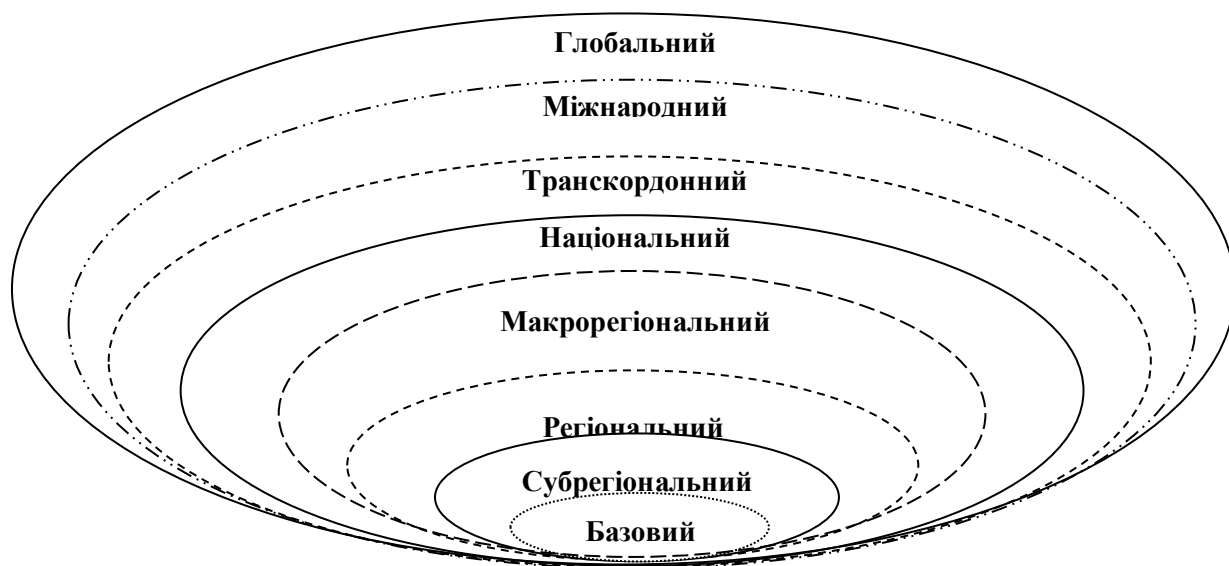 Глобальний
Міжнародний
Транскордонний
Національний
Макрорегіональний
Регіональний
Субрегіональний
Базовий